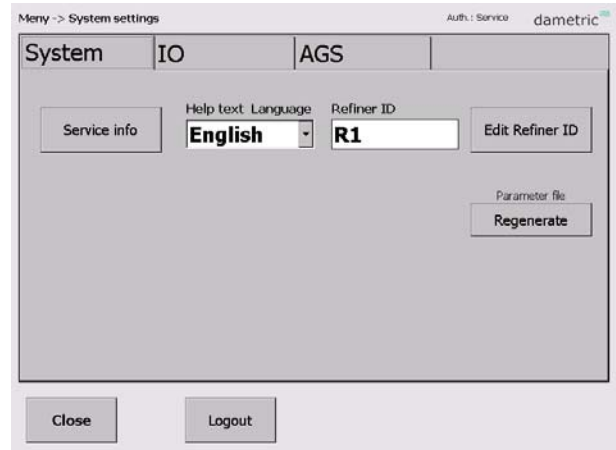 Meny -> System settings
Auth.: Service
dametric
System
IO
AGS
Help text Language
Refiner ID
Service info
English
R1
Edit Refiner ID
Parameter file
Regenerate
Close
Logout